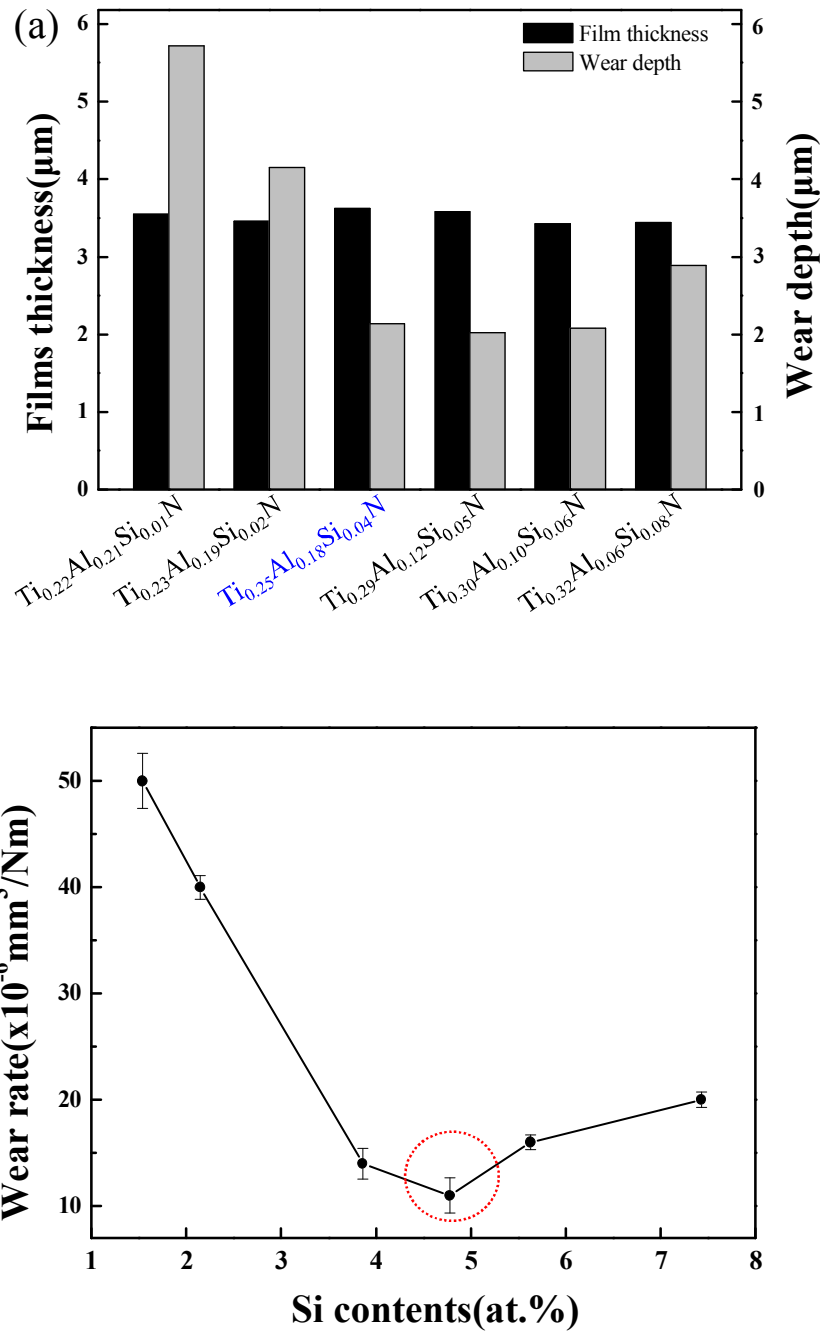 (a)
Film thickness
Wear depth
Films thickness(μm)
Wear depth(μm)
6
5
4
3
2
1
0
6
5
4
3
2
1
0
Ti0.22Al0.21Si0.01N
Ti0.23Al0.19Si0.02N
Ti0.25Al0.18Si0.04N
Ti0.29Al0.12Si0.05N
Ti0.30Al0.10Si0.06N
Ti0.32Al0.06Si0.08N
Wear rate(x10⁻⁶mm³/Nm)
50
40
30
20
10
1 2 3 4 5 6 7 8
Si contents(at.%)